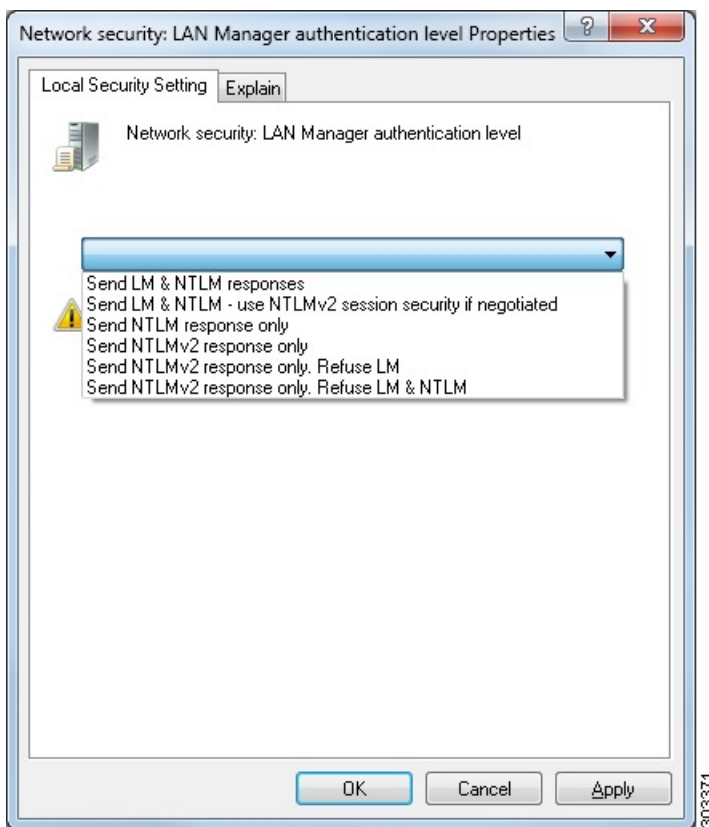 Network security: LAN Manager authentication level Properties
Local Security Setting
Explain
Network security: LAN Manager authentication level
Send LM & NTLM responses
Send LM & NTLM - use NTLMv2 session security if negotiated
Send NTLM response only
Send NTLMv2 response only
Send NTLMv2 response only. Refuse LM
Send NTLMv2 response only. Refuse LM & NTLM
OK
Cancel
Apply
303371